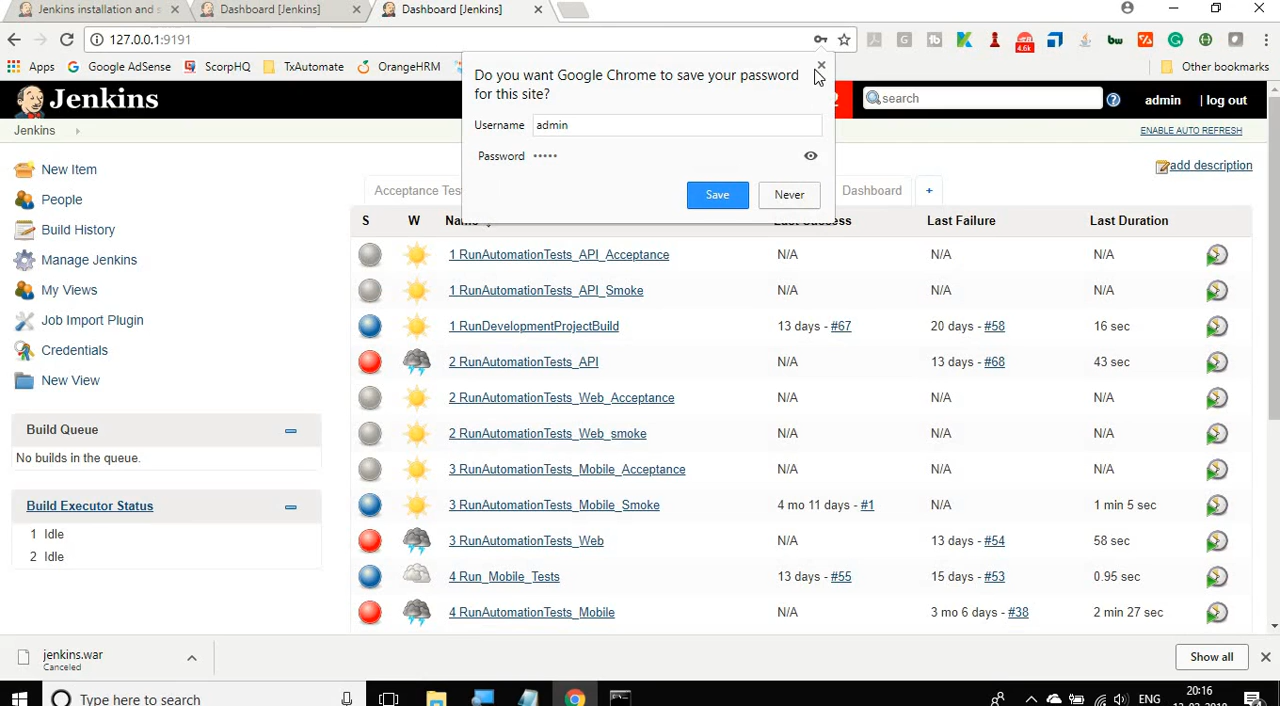 Jenkins installation and s
Dashboard [Jenkins]
Dashboard [Jenkins]
127.0.0.1:9191
Apps
Google AdSense
ScorpHQ
TxAutomate
OrangeHRM
4.6k
bw
Other bookmarks
Jenkins
search
admin
log out
Jenkins
ENABLE AUTO REFRESH
Do you want Google Chrome to save your password
for this site?
Username admin
Password •••••
Save
Never
New Item
People
Build History
Manage Jenkins
My Views
Job Import Plugin
Credentials
New View
add description
Acceptance Tes
Dashboard
+
S W Name Last Success Last Failure Last Duration
1 RunAutomationTests_API_Acceptance N/A N/A N/A
1 RunAutomationTests_API_Smoke N/A N/A N/A
1 RunDevelopmentProjectBuild 13 days - #67 20 days - #58 16 sec
2 RunAutomationTests_API N/A 13 days - #68 43 sec
2 RunAutomationTests_Web_Acceptance N/A N/A N/A
2 RunAutomationTests_Web_smoke N/A N/A N/A
3 RunAutomationTests_Mobile_Acceptance N/A N/A N/A
3 RunAutomationTests_Mobile_Smoke 4 mo 11 days - #1 N/A 1 min 5 sec
3 RunAutomationTests_Web N/A 13 days - #54 58 sec
4 Run_Mobile_Tests 13 days - #55 15 days - #53 0.95 sec
4 RunAutomationTests_Mobile N/A 3 mo 6 days - #38 2 min 27 sec
Build Queue
No builds in the queue.
Build Executor Status
1 Idle
2 Idle
jenkins.war
Canceled
Show all
Type here to search
ENG
20:16